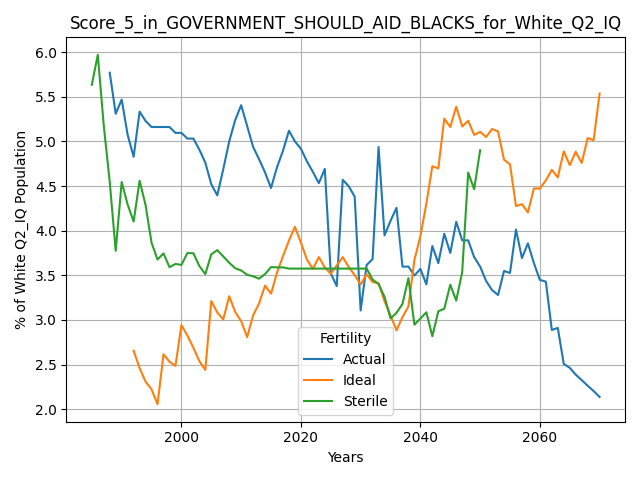 Score_5_in_GOVERNMENT_SHOULD_AID_BLACKS_for_White_Q2_IQ
% of White Q2_IQ Population
6.0
5.5
5.0
4.5
4.0
3.5
3.0
2.5
2.0
Fertility
Actual
Ideal
Sterile
2000
2020
2040
2060
Years